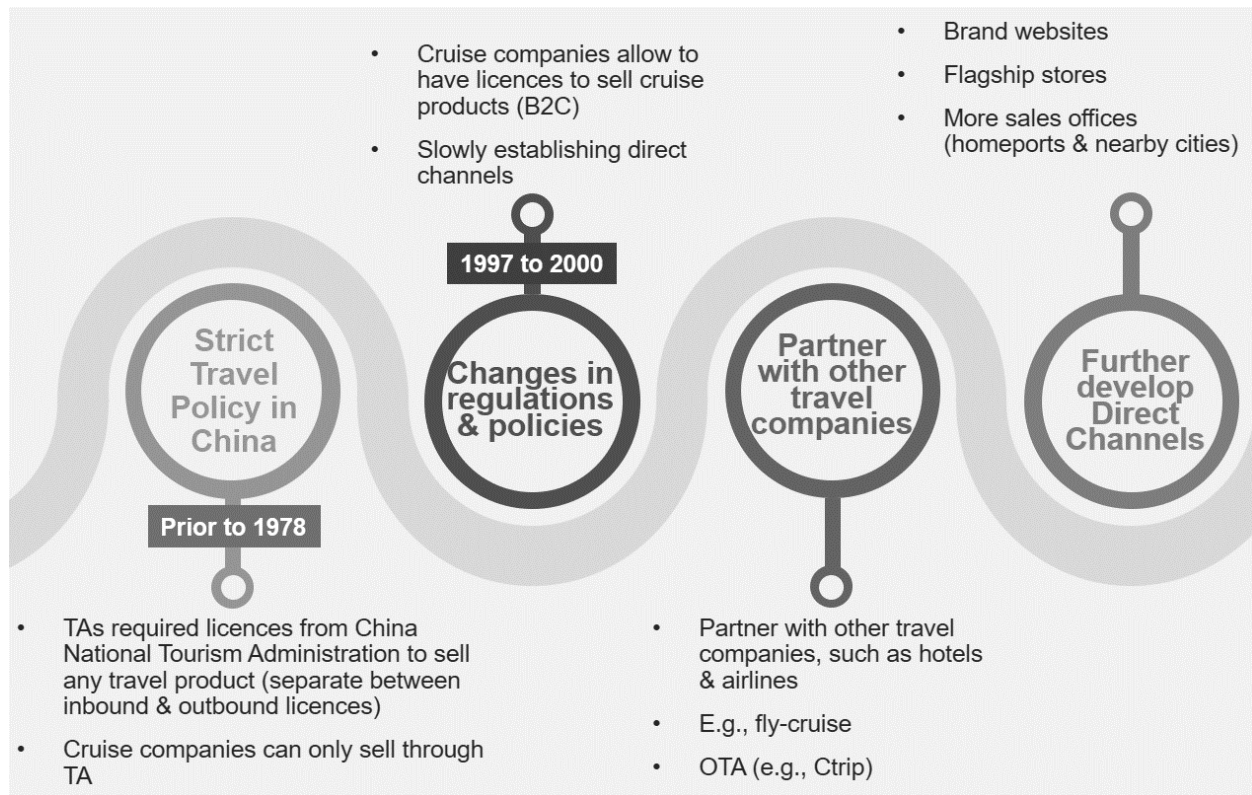 Strict
Travel
Policy in
China
Prior to 1978
• TAs required licences from China
National Tourism Administration to sell
any travel product (separate between
inbound & outbound licences)
• Cruise companies can only sell through
TA
• Cruise companies allow to
have licences to sell cruise
products (B2C)
• Slowly establishing direct
channels
1997 to 2000
Changes in
regulations
& policies
Partner
with other
travel
companies
• Partner with other travel
companies, such as hotels
& airlines
• E.g., fly-cruise
• OTA (e.g., Ctrip)
• Brand websites
• Flagship stores
• More sales offices
(homeports & nearby cities)
Further
develop
Direct
Channels